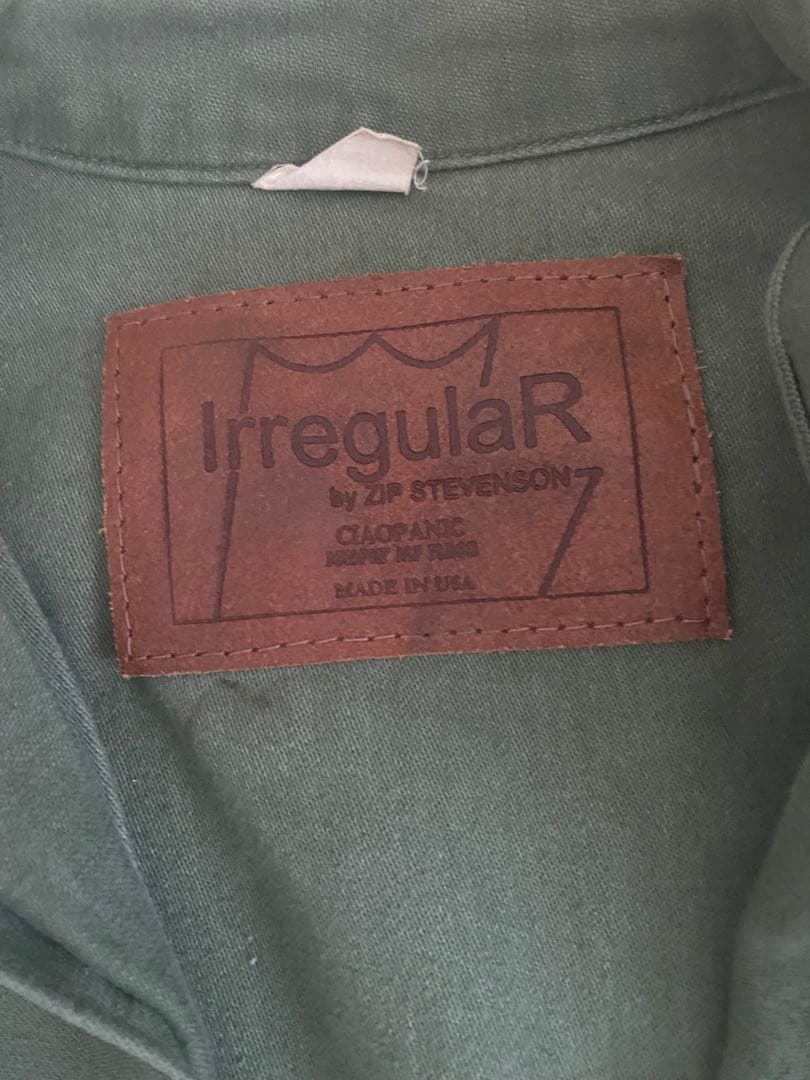 IrregulaR
by ZIP STEVENSON
CIAOPANIC
MADE IN USA